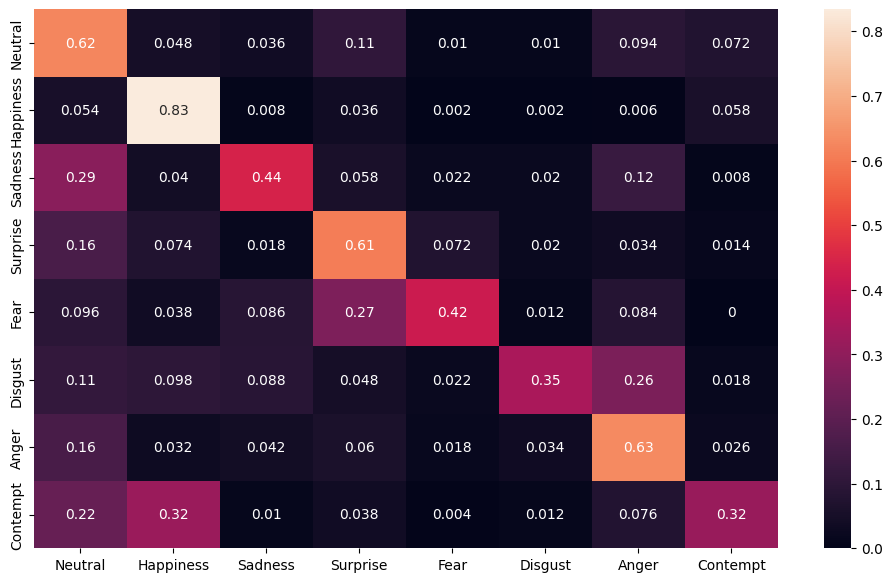 Neutral 0.62 0.048 0.036 0.11 0.01 0.01 0.094 0.072
Happiness 0.054 0.83 0.008 0.036 0.002 0.002 0.006 0.058
Sadness 0.29 0.04 0.44 0.058 0.022 0.02 0.12 0.008
Surprise 0.16 0.074 0.018 0.61 0.072 0.02 0.034 0.014
Fear 0.096 0.038 0.086 0.27 0.42 0.012 0.084 0
Disgust 0.11 0.098 0.088 0.048 0.022 0.35 0.26 0.018
Anger 0.16 0.032 0.042 0.06 0.018 0.034 0.63 0.026
Contempt 0.22 0.32 0.01 0.038 0.004 0.012 0.076 0.32
Neutral Happiness Sadness Surprise Fear Disgust Anger Contempt
0.8
0.7
0.6
0.5
0.4
0.3
0.2
0.1
0.0